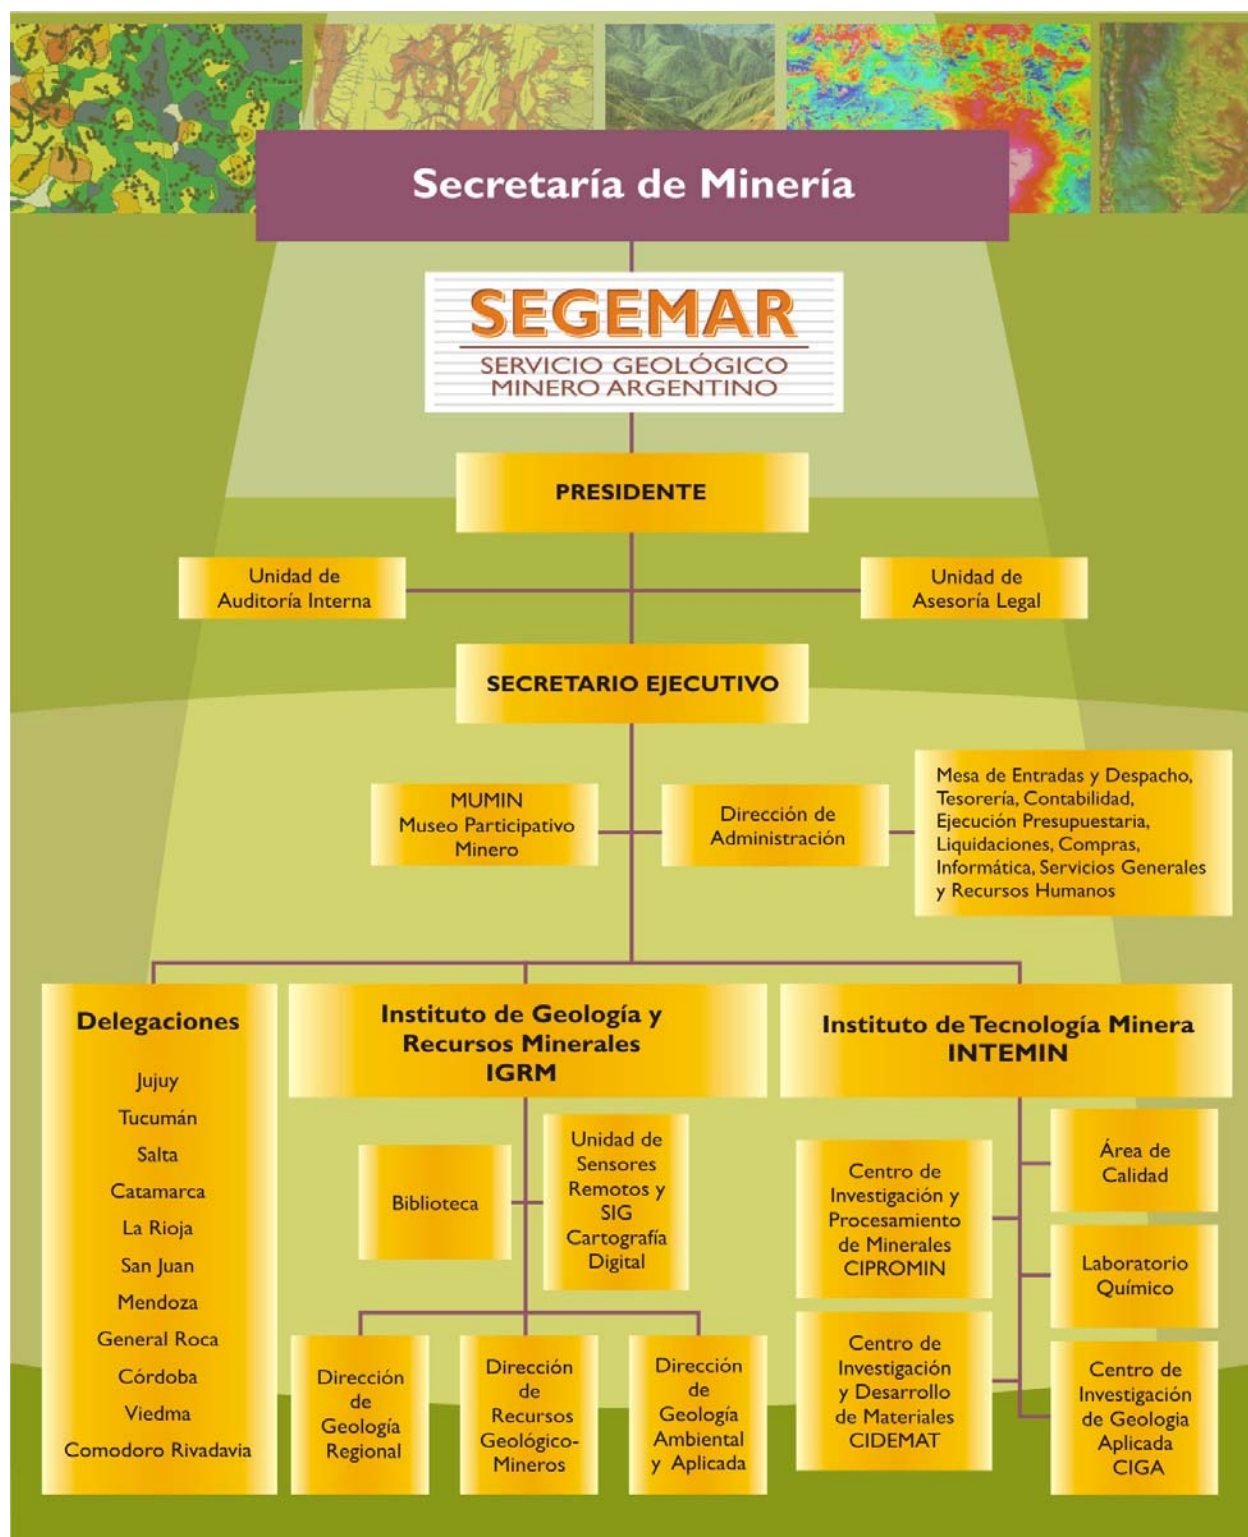 Secretaría de Minería
SEGEMAR
SERVICIO GEOLÓGICO
MINERO ARGENTINO
PRESIDENTE
Unidad de
Auditoría Interna
Unidad de
Asesoría Legal
SECRETARIO EJECUTIVO
MUMIN
Museo Participativo
Minero
Dirección de
Administración
Mesa de Entradas y Despacho,
Tesorería, Contabilidad,
Ejecución Presupuestaria,
Liquidaciones, Compras,
Informática, Servicios Generales
y Recursos Humanos
Delegaciones
Jujuy
Tucumán
Salta
Catamarca
La Rioja
San Juan
Mendoza
General Roca
Córdoba
Viedma
Comodoro Rivadavia
Instituto de Geología y
Recursos Minerales
IGRM
Biblioteca
Unidad de
Sensores
Remotos y
SIG
Cartografía
Digital
Dirección
de
Geología
Regional
Dirección
de
Recursos
Geológico-
Mineros
Dirección
de
Geología
Ambiental
y Aplicada
Instituto de Tecnología Minera
INTEMIN
Centro de
Investigación y
Procesamiento
de Minerales
CIPROMIN
Área de
Calidad
Laboratorio
Químico
Centro de
Investigación
y Desarrollo
de Materiales
CIDEMAT
Centro de
Investigación
de Geologia
Aplicada
CIGA